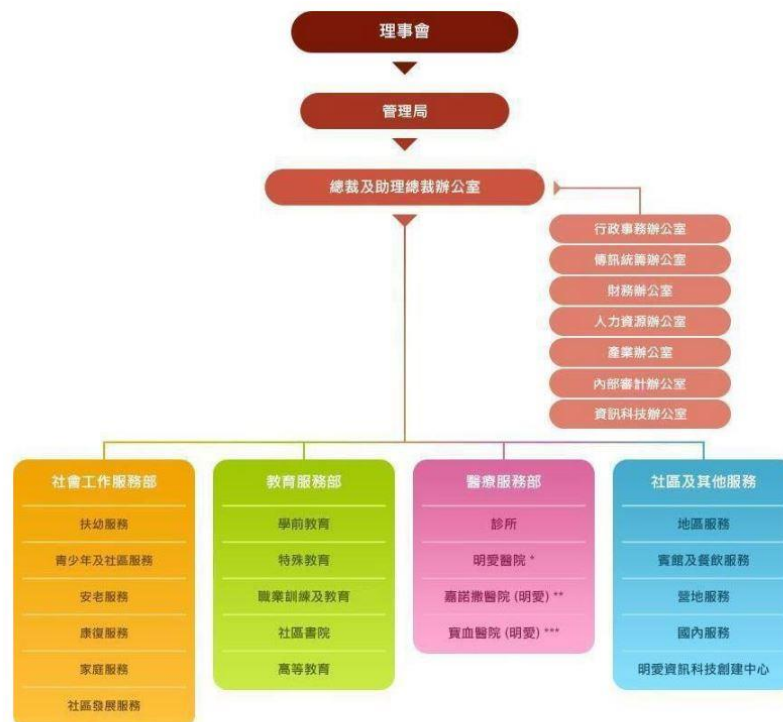 理事會
管理局
總裁及助理總裁辦公室
行政事務辦公室
傳訊統籌辦公室
財務辦公室
人力資源辦公室
產業辦公室
內部審計辦公室
資訊科技辦公室
社會工作服務部
扶幼服務
青少年及社區服務
安老服務
康復服務
家庭服務
社區發展服務
教育服務部
學前教育
特殊教育
職業訓練及教育
社區書院
高等教育
醫療服務部
診所
明愛醫院 *
嘉諾撒醫院 (明愛) **
寶血醫院 (明愛) ***
社區及其他服務
地區服務
賓館及餐飲服務
營地服務
國內服務
明愛資訊科技創建中心